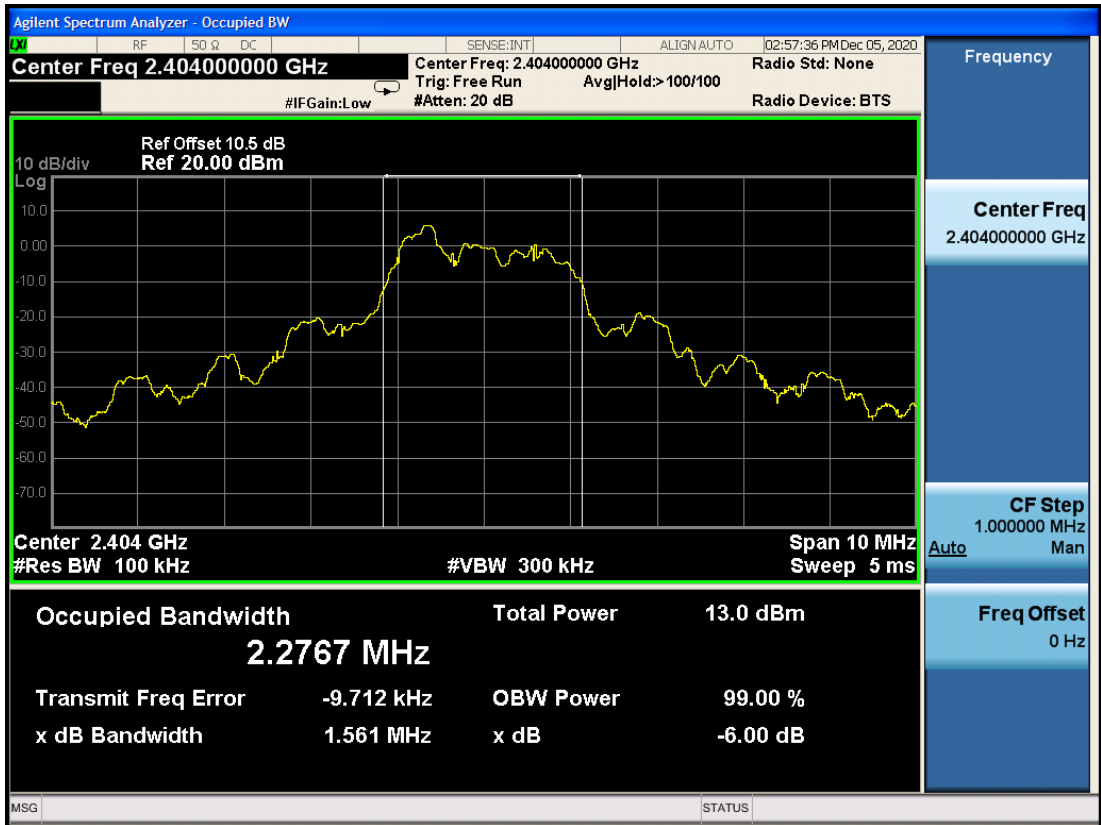 Agilent Spectrum Analyzer - Occupied BW
LXI RF 50 Ω DC SENSE:INT ALIGN AUTO 02:57:36 PM Dec 05, 2020
Center Freq 2.404000000 GHz
Center Freq: 2.404000000 GHz
Radio Std: None
Trig: Free Run Avg|Hold:>100/100
#IFGain:Low
#Atten: 20 dB
Radio Device: BTS
Ref Offset 10.5 dB
10 dB/div Ref 20.00 dBm
Log
10.0
0.00
-10.0
-20.0
-30.0
-40.0
-50.0
-60.0
-70.0
Center 2.404 GHz Span 10 MHz
#Res BW 100 kHz #VBW 300 kHz Sweep 5 ms
Occupied Bandwidth Total Power 13.0 dBm
2.2767 MHz
Transmit Freq Error -9.712 kHz OBW Power 99.00 %
x dB Bandwidth 1.561 MHz x dB -6.00 dB
Frequency
Center Freq
2.404000000 GHz
CF Step
1.000000 MHz
Auto Man
Freq Offset
0 Hz
MSG STATUS